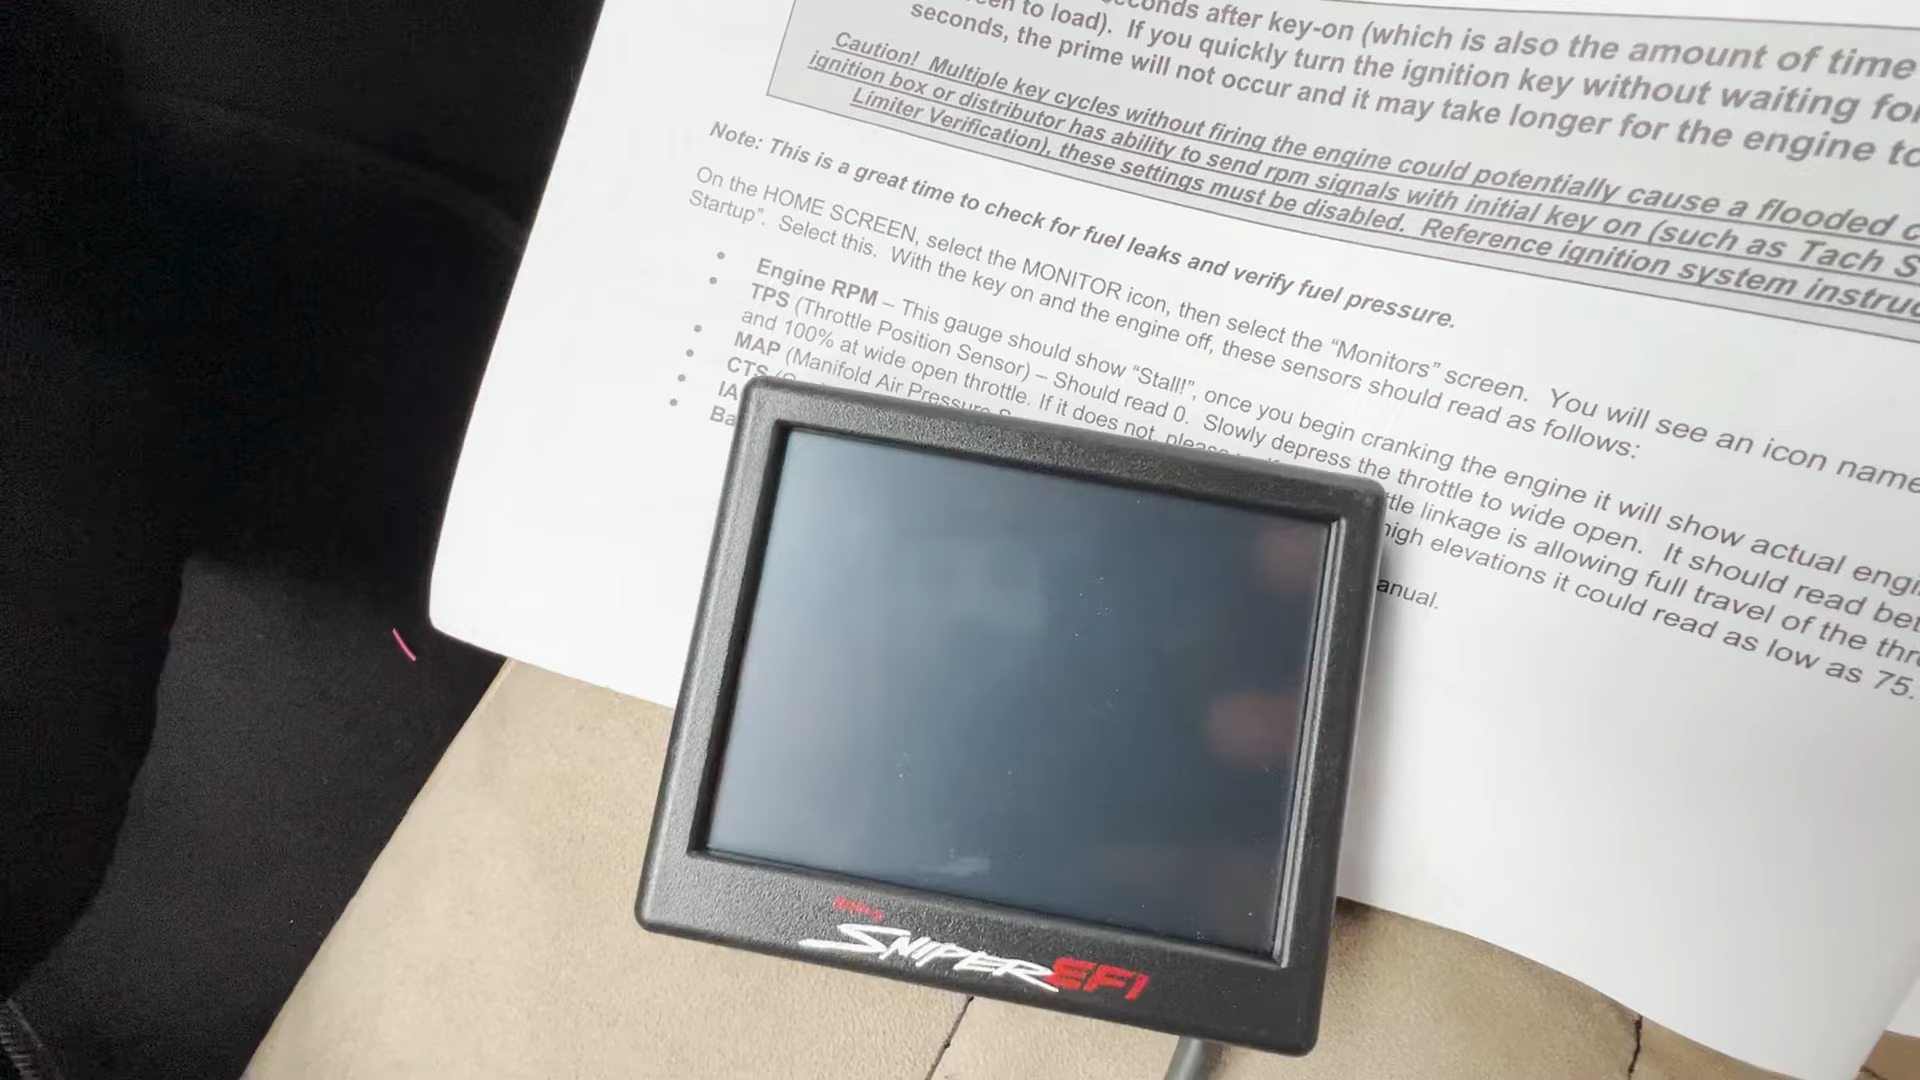 onds after key-on (which is also the amount of time
to load). If you quickly turn the ignition key without waiting for
seconds, the prime will not occur and it may take longer for the engine to
Caution! Multiple key cycles without firing the engine could potentially cause a flooded
ignition box or distributor has ability to send rpm signals with initial key on (such as Tach
Limiter Verification), these settings must be disabled. Reference ignition system
Note: This is a great time to check for fuel leaks and verify fuel pressure.
On the HOME SCREEN, select the MONITOR icon, then select the “Monitors” screen. You will see an icon
Startup”. Select this. With the key on and the engine off, these sensors should read as follows:
• Engine RPM – This gauge should show “Stall!”, once you begin cranking the engine it will show actual
• TPS (Throttle Position Sensor) – Should read 0. Slowly depress the throttle to wide open. It should read
and 100% at wide open throttle. If it does not, linkage is allowing full travel of the
• MAP (Manifold Air Pressure high elevations it could read as low as 75.
• CTS
• IA
• Ba anual.
Holley
SNIPER EFI